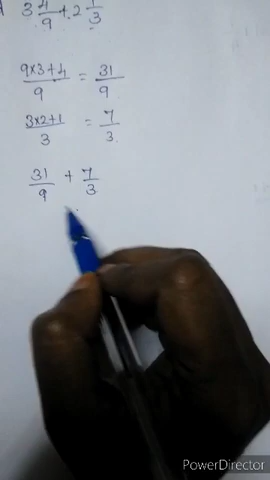 3 4/9 + 2 1/3
9×3+4/9 = 31/9
3×2+1/3 = 7/3
31/9 + 7/3
PowerDirector